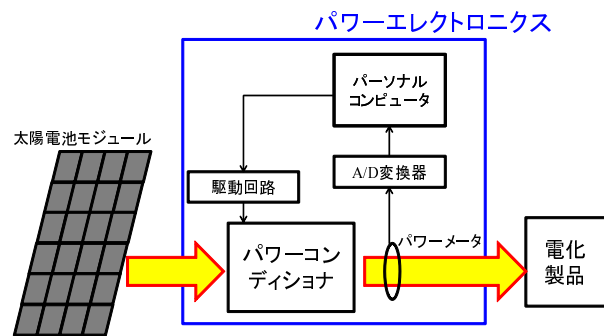 パワーエレクトロニクス
パーソナル
コンピュータ
太陽電池モジュール
駆動回路
A/D変換器
パワーメータ
パワーコン
ディショナ
電化
製品